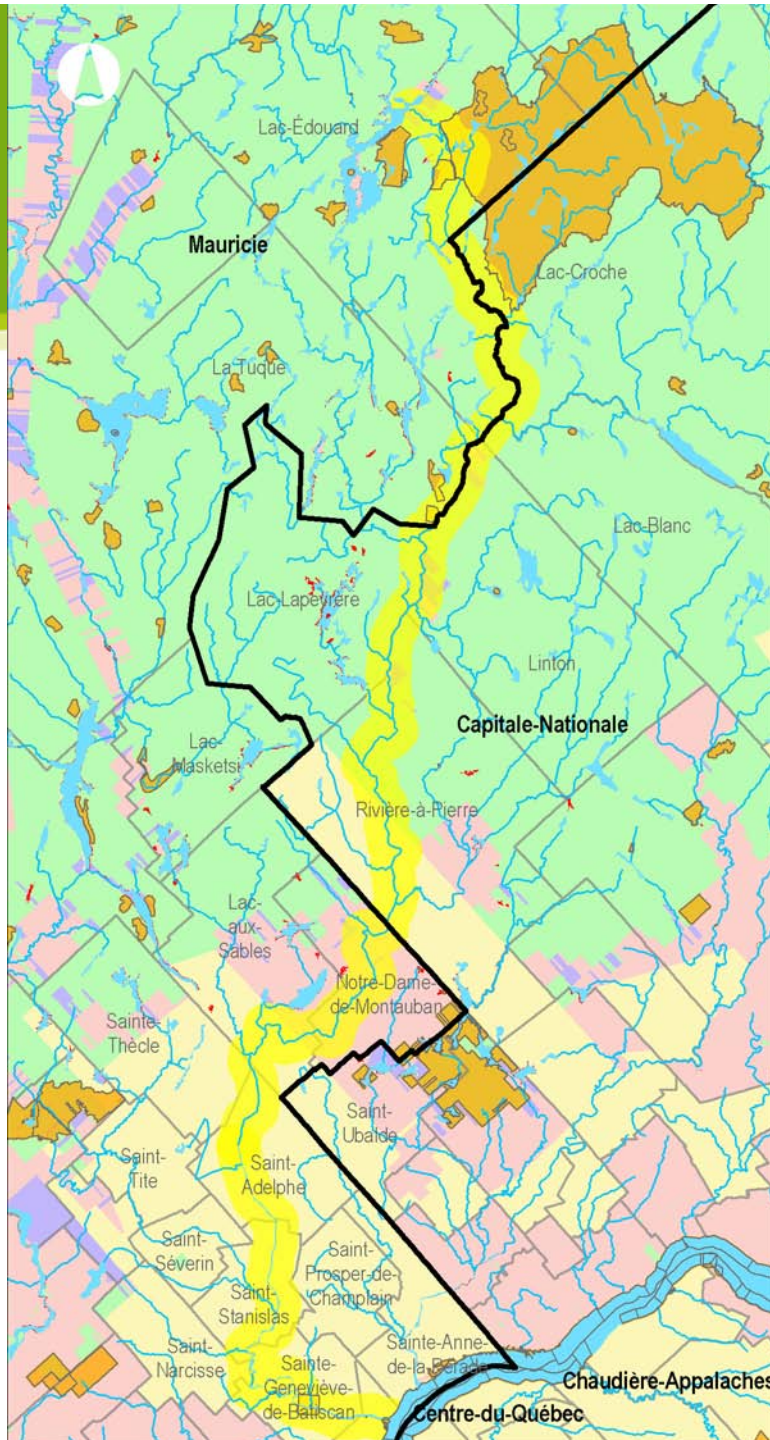 Lac-Édouard
Mauricie
Lac-Croche
La Tuque
Lac-Blanc
Lac-Lapeyrère
Linton
Capitale-Nationale
Lac-
Masketsi
Rivière-à-Pierre
Lac-
aux-
Sables
Notre-Dame-
de-Montauban
Sainte-
Thècle
Saint-
Ubalde
Saint-
Tite
Saint-
Adelphe
Saint-
Séverin
Saint-
Prosper-de-
Champlain
Saint-
Stanislas
Saint-
Narcisse
Sainte-Anne-
de-la-Pérade
Sainte-
Geneviève-
de-Batiscan
Chaudière-Appalaches
Centre-du-Québec